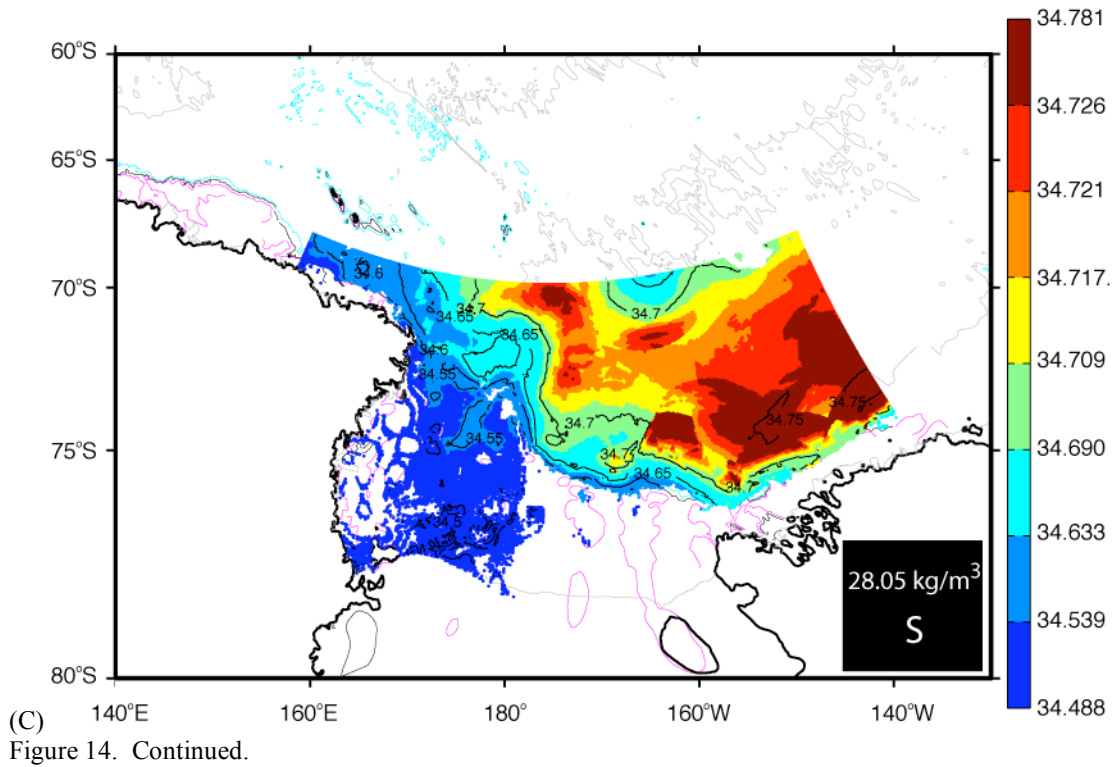 34.781
60°S
34.726
65°S
34.721
34.717.
34.6
70°S
34.7
34.7
34.65
34.65
34.709
34.6
34.55
34.75
34.75
34.7
34.55
75°S
34.690
34.7
34.65
34.7
34.5
34.633
28.05 kg/m³
S
34.539
80°S
34.488
140°E
160°E
180°
160°W
140°W
(C)
Figure 14. Continued.